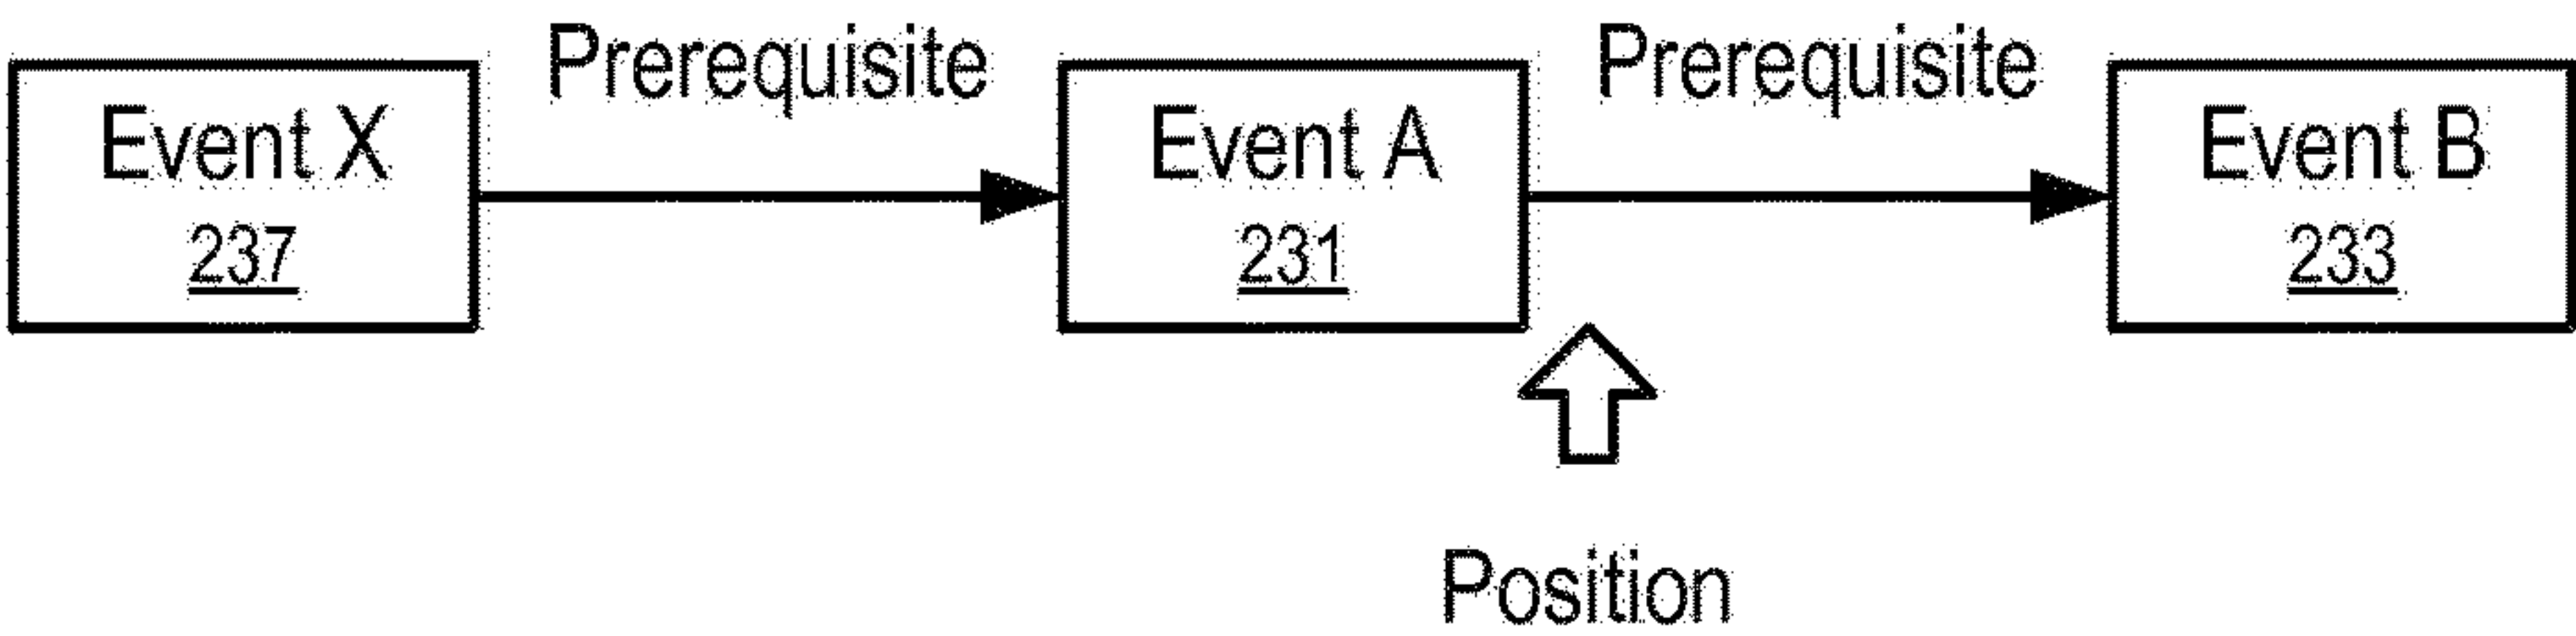 Prerequisite
Prerequisite
Event X
237
Event A
231
Event B
233
Position